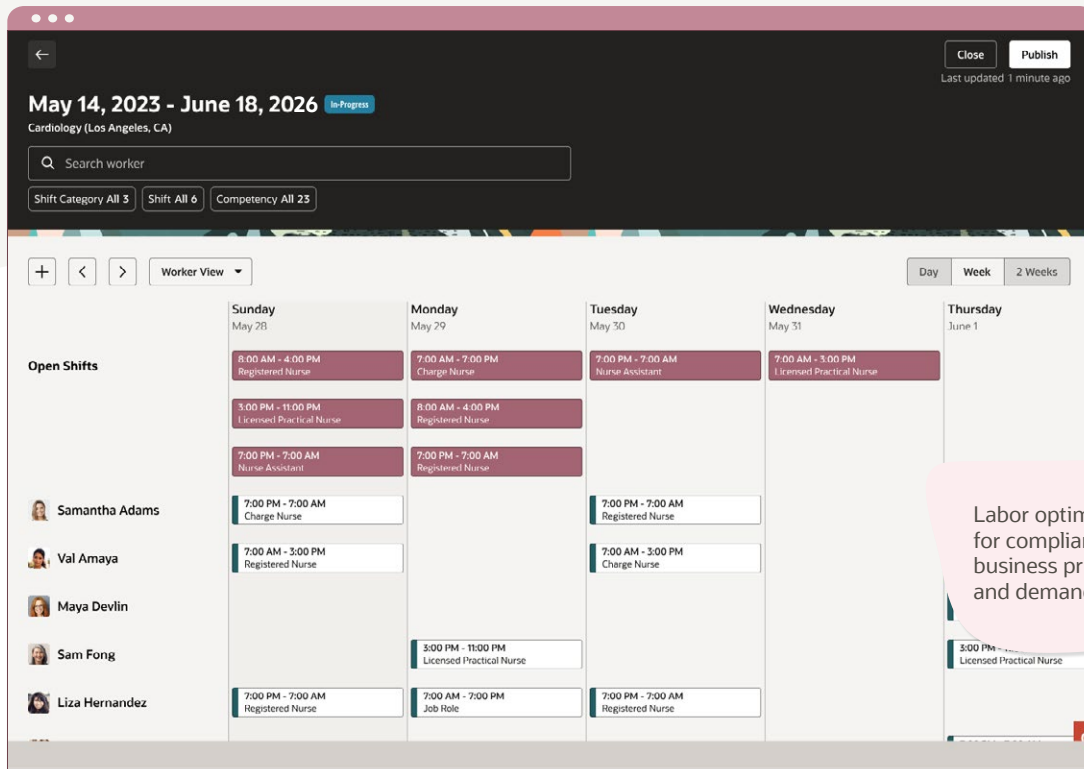 Close
Publish
Last updated 1 minute ago
May 14, 2023 - June 18, 2026 In-Progress
Cardiology (Los Angeles, CA)
Search worker
Shift Category All 3
Shift All 6
Competency All 23
Worker View
Day
Week
2 Weeks
Sunday
May 28
Monday
May 29
Tuesday
May 30
Wednesday
May 31
Thursday
June 1
Open Shifts
8:00 AM - 4:00 PM
Registered Nurse
7:00 AM - 7:00 PM
Charge Nurse
7:00 PM - 7:00 AM
Nurse Assistant
7:00 AM - 3:00 PM
Licensed Practical Nurse
3:00 PM - 11:00 PM
Licensed Practical Nurse
8:00 AM - 4:00 PM
Registered Nurse
7:00 PM - 7:00 AM
Nurse Assistant
7:00 PM - 7:00 AM
Registered Nurse
Samantha Adams
7:00 PM - 7:00 AM
Charge Nurse
7:00 PM - 7:00 AM
Registered Nurse
Val Amaya
7:00 AM - 3:00 PM
Registered Nurse
7:00 AM - 3:00 PM
Charge Nurse
Maya Devlin
Labor optim
for complian
business pr
and deman
Sam Fong
3:00 PM - 11:00 PM
Licensed Practical Nurse
3:00 PM -
Licensed Practical Nurse
Liza Hernandez
7:00 PM - 7:00 AM
Registered Nurse
7:00 AM - 7:00 PM
Job Role
7:00 PM - 7:00 AM
Registered Nurse